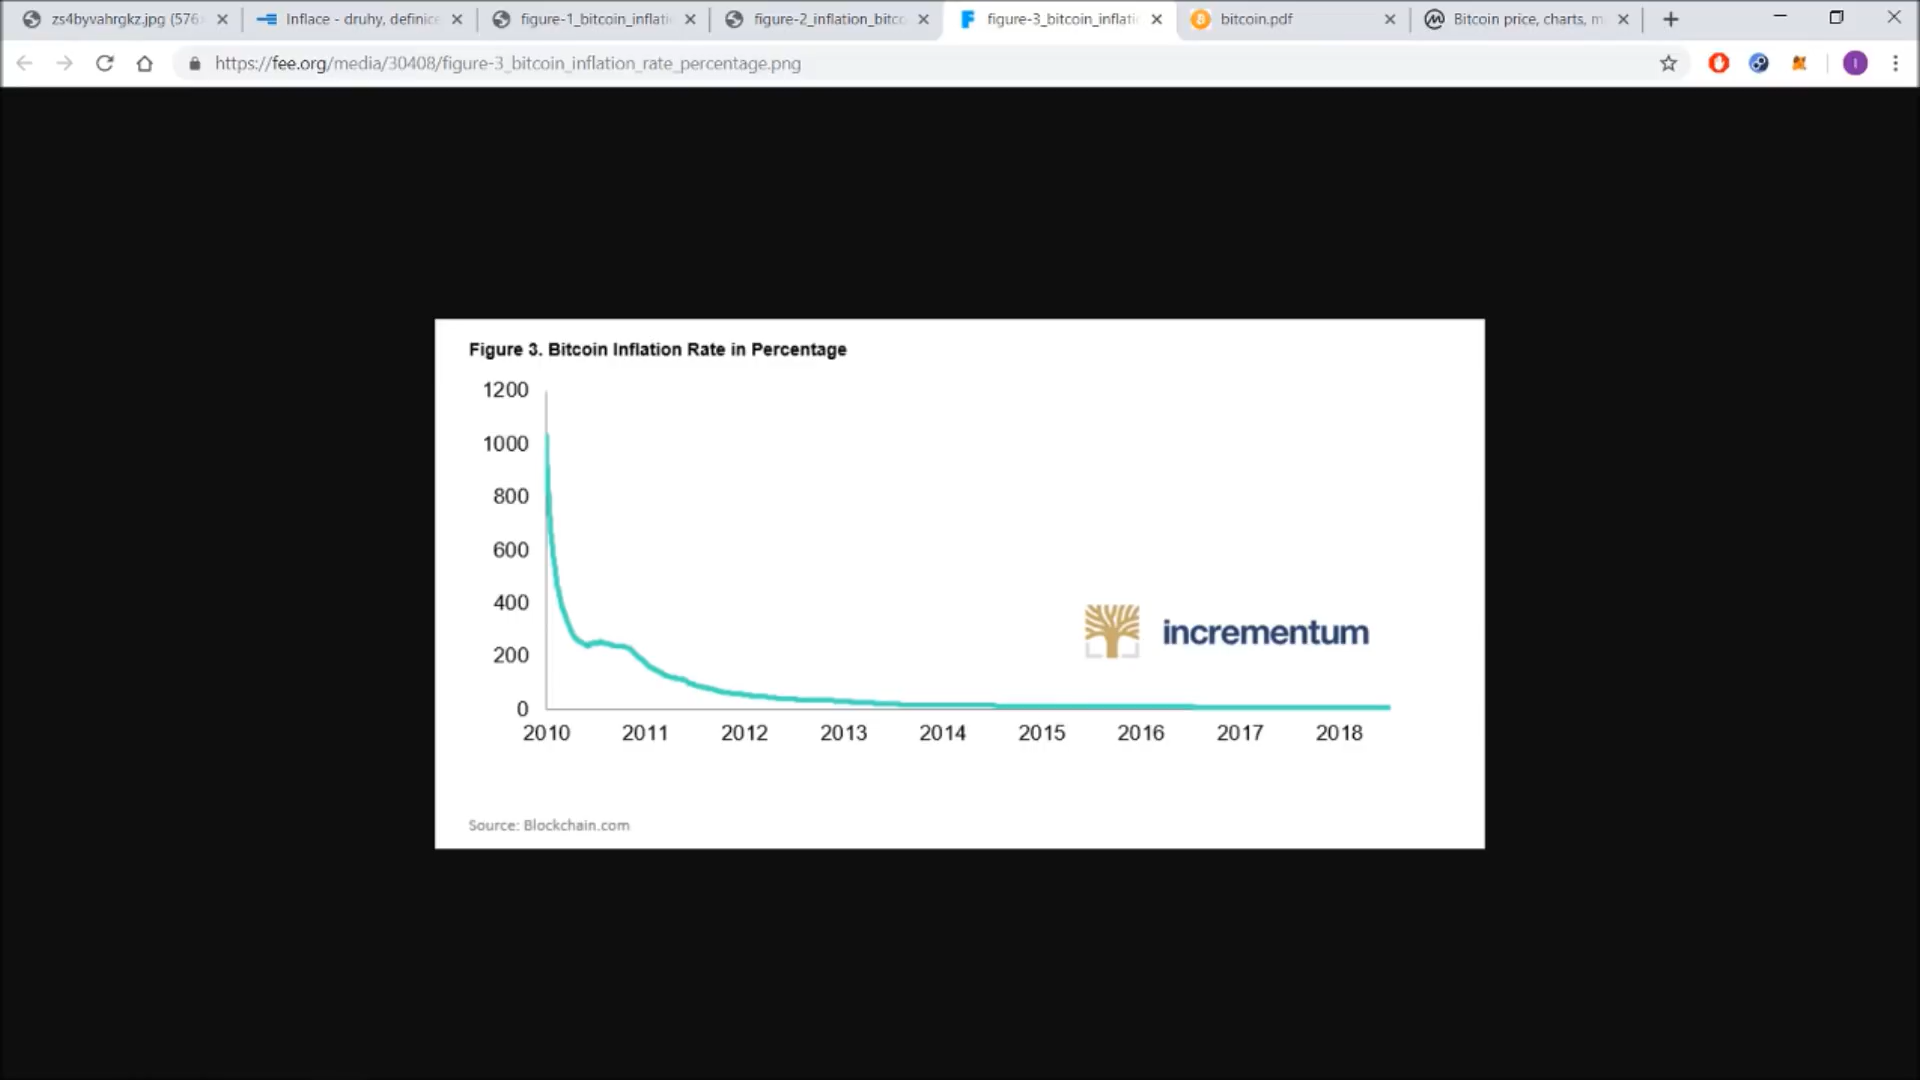 zs4byvahrgkz.jpg (576
Inflace - druhy, definice
figure-1_bitcoin_inflati
figure-2_inflation_bitco
figure-3_bitcoin_inflati
bitcoin.pdf
Bitcoin price, charts, m
https://fee.org/media/30408/figure-3_bitcoin_inflation_rate_percentage.png
I
Figure 3. Bitcoin Inflation Rate in Percentage
1200
1000
800
600
400
200
0
2010 2011 2012 2013 2014 2015 2016 2017 2018
incrementum
Source: Blockchain.com